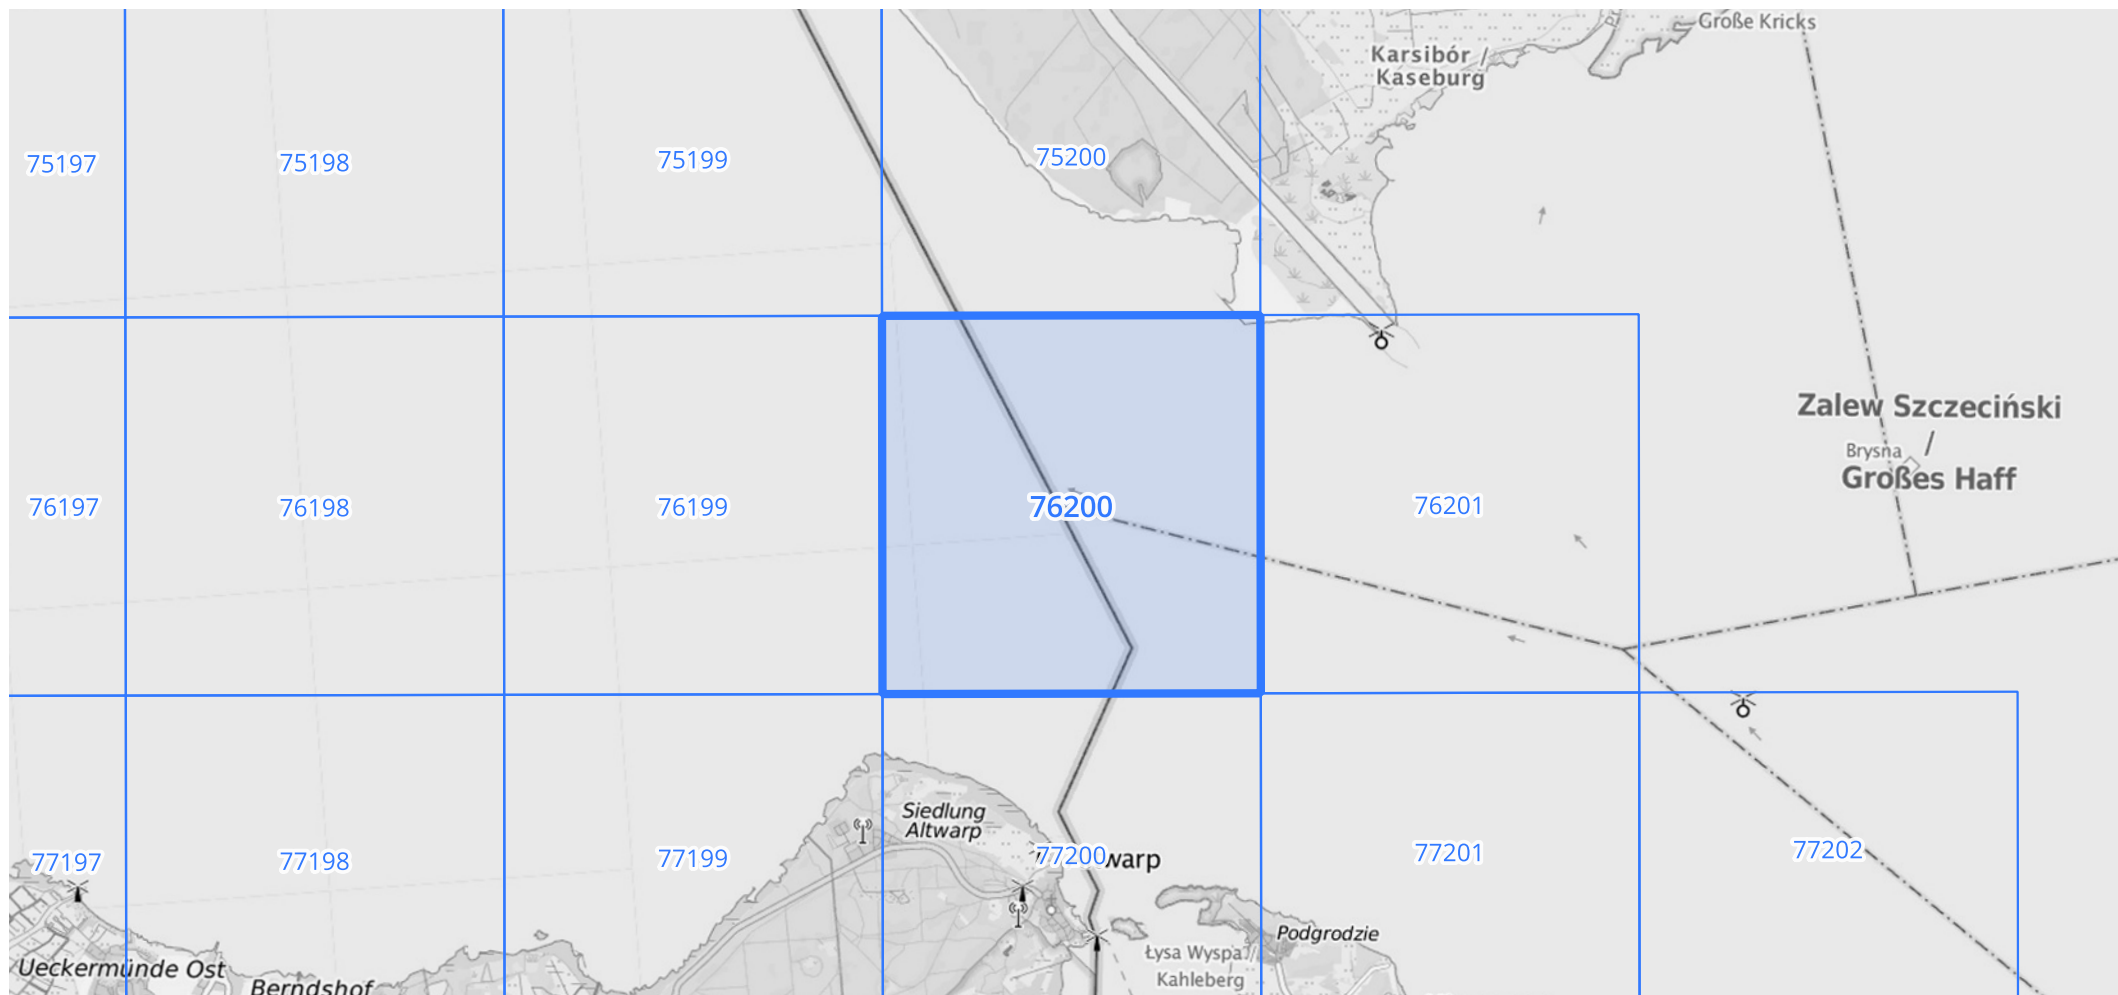 Große Kricks
Karsibór /
Kaseburg
75197
75198
75199
75200
Zalew Szczeciński
/
Brysna
Großes Haff
76197
76198
76199
76200
76201
Siedlung
Altwarp
77197
77198
77199
77200
warp
77201
77202
Podgrodzie
Łysa Wyspa /
Kahleberg
Ueckermünde Ost
Berndshof